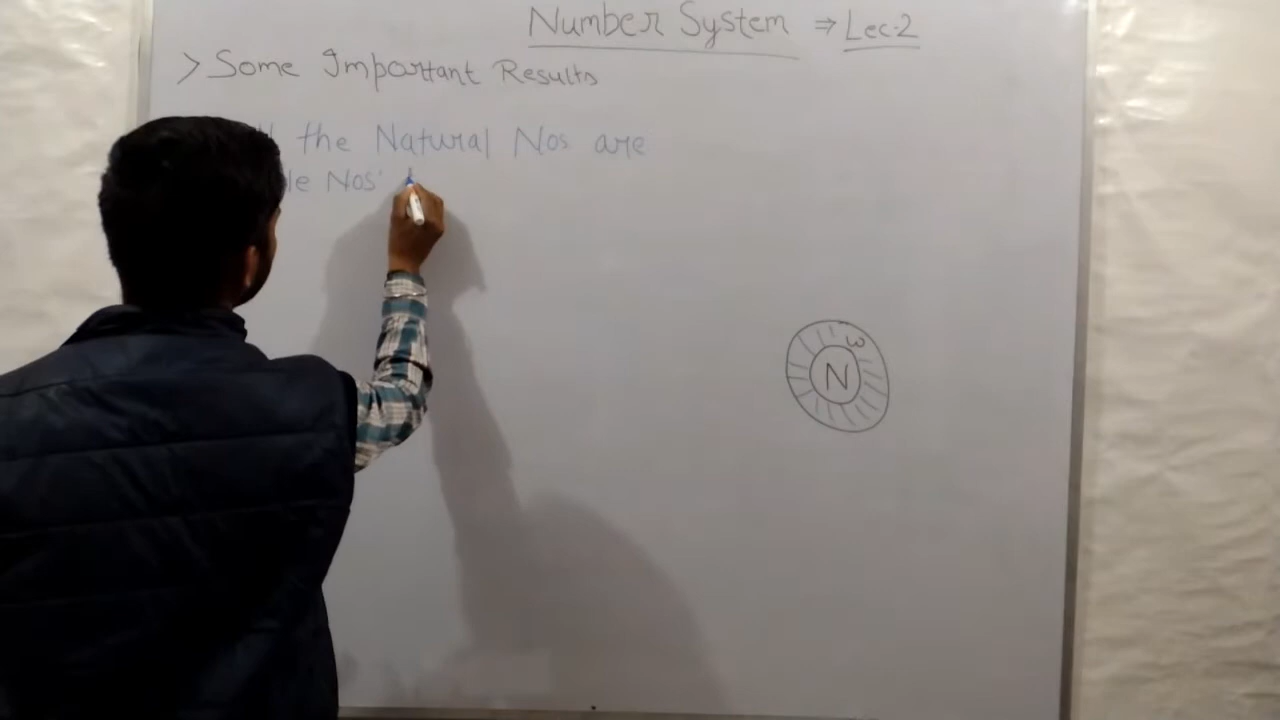 Number System ⇒ Lec-2
> Some Important Results
the Natural Nos are
Nos'
W
N